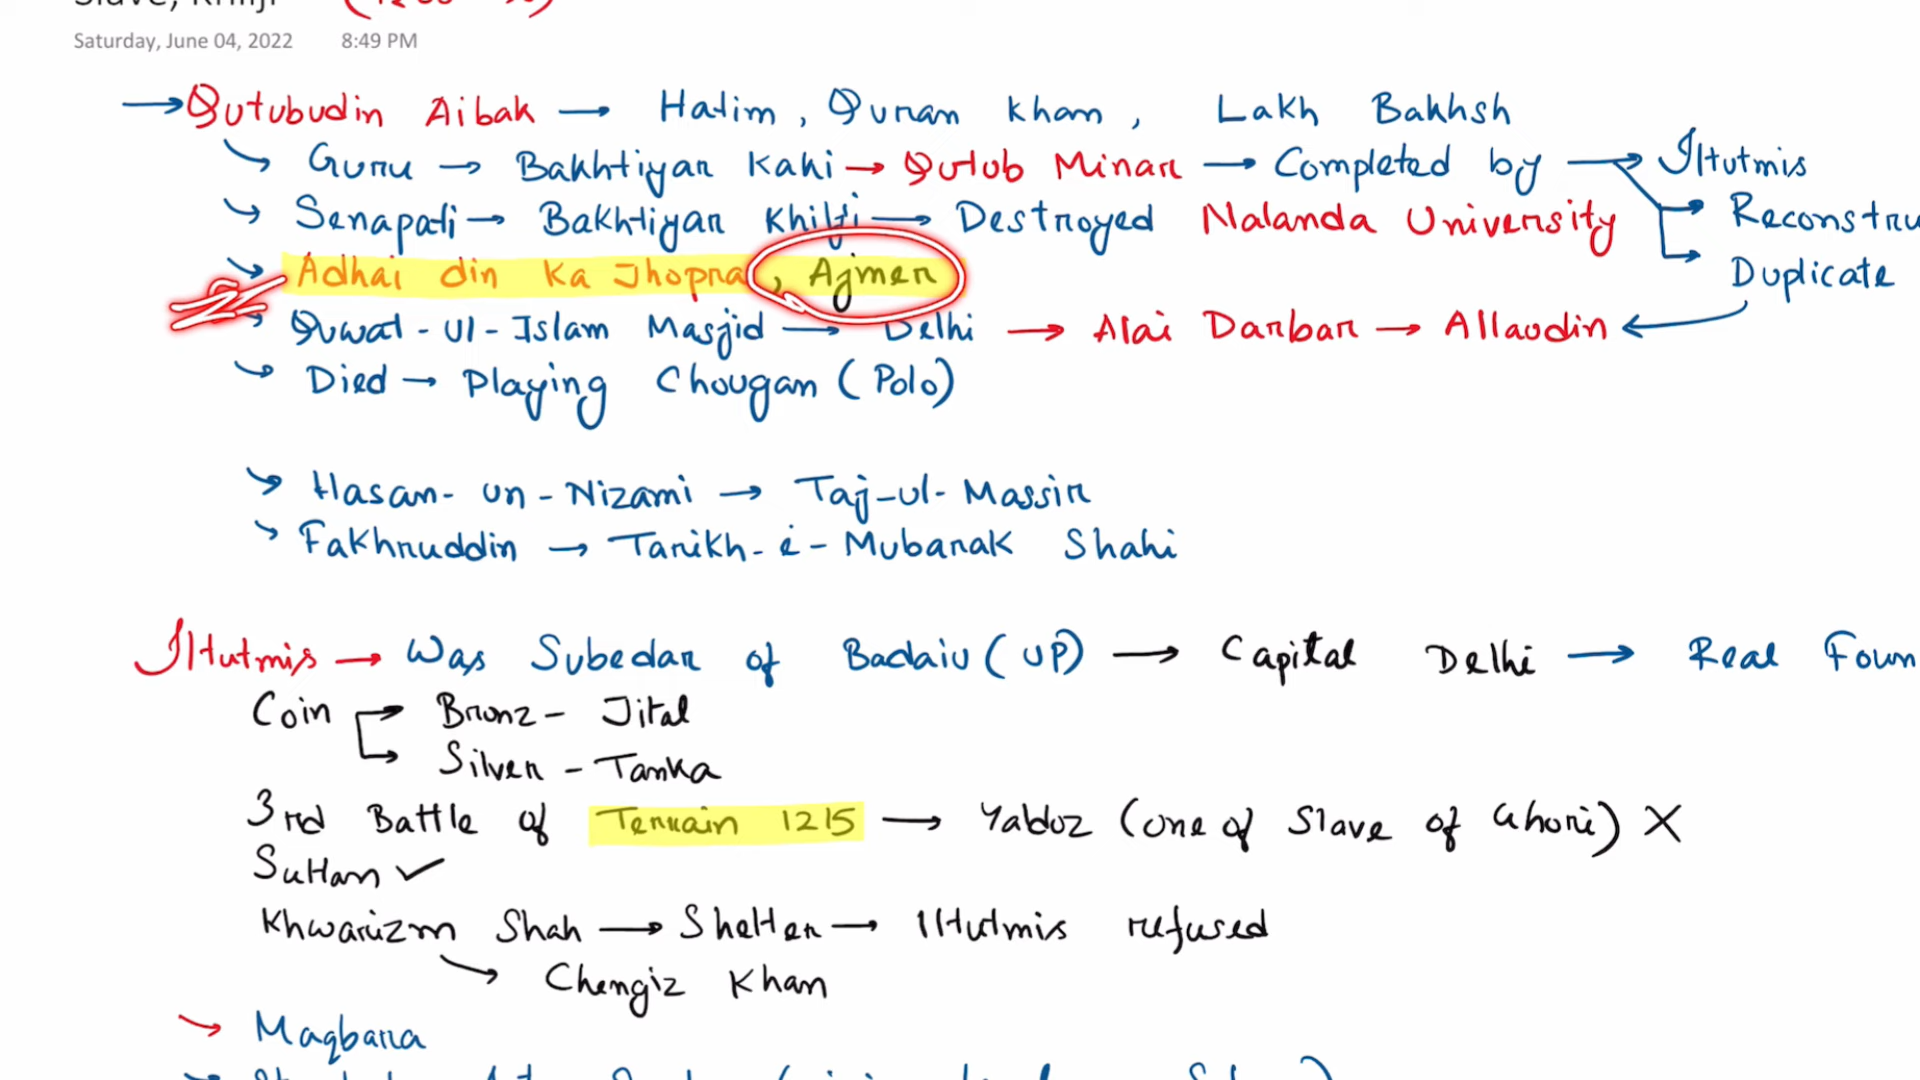 Saturday, June 04, 2022 8:49 PM
→ Qutubudin Aibak → Hatim, Quran Khan, Lakh Bakhsh
↘ Guru → Bakhtiyar Kaki → Qutob Minar → Completed by → Iltutmis
↘ Senapati → Bakhtiyar Khilji → Destroyed Nalanda University → Reconstru
↘ Adhai din ka Jhopra, Ajmer → Duplicate
↘ Quwat-ul-Islam Masjid → Delhi → Alai Darbar → Allaudin ←
↘ Died → Playing Chougan (Polo)
↘ Hasan-un-Nizami → Taj-ul-Massir
↘ Fakhruddin → Tarikh-i-Mubarak Shahi
Iltutmis → Was Subedar of Badaiu (UP) → Capital Delhi → Real Foun
Coin → Bronz - Jital
→ Silver - Tanka
3rd Battle of Terrain 1215 → Yalduz (one of Slave of Ghori) X
Sultan ✓
Khwarizm Shah → Shelter → Iltutmis refused
↘ Chengiz Khan
→ Maqbara